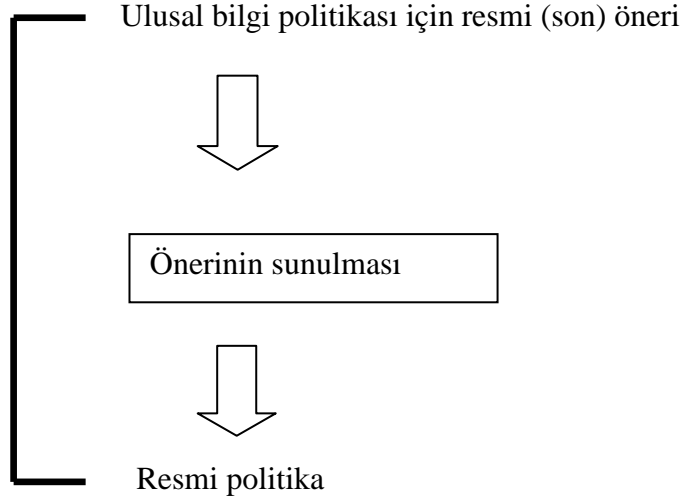 Ulusal bilgi politikası için resmi (son) öneri
Önerinin sunulması
Resmi politika